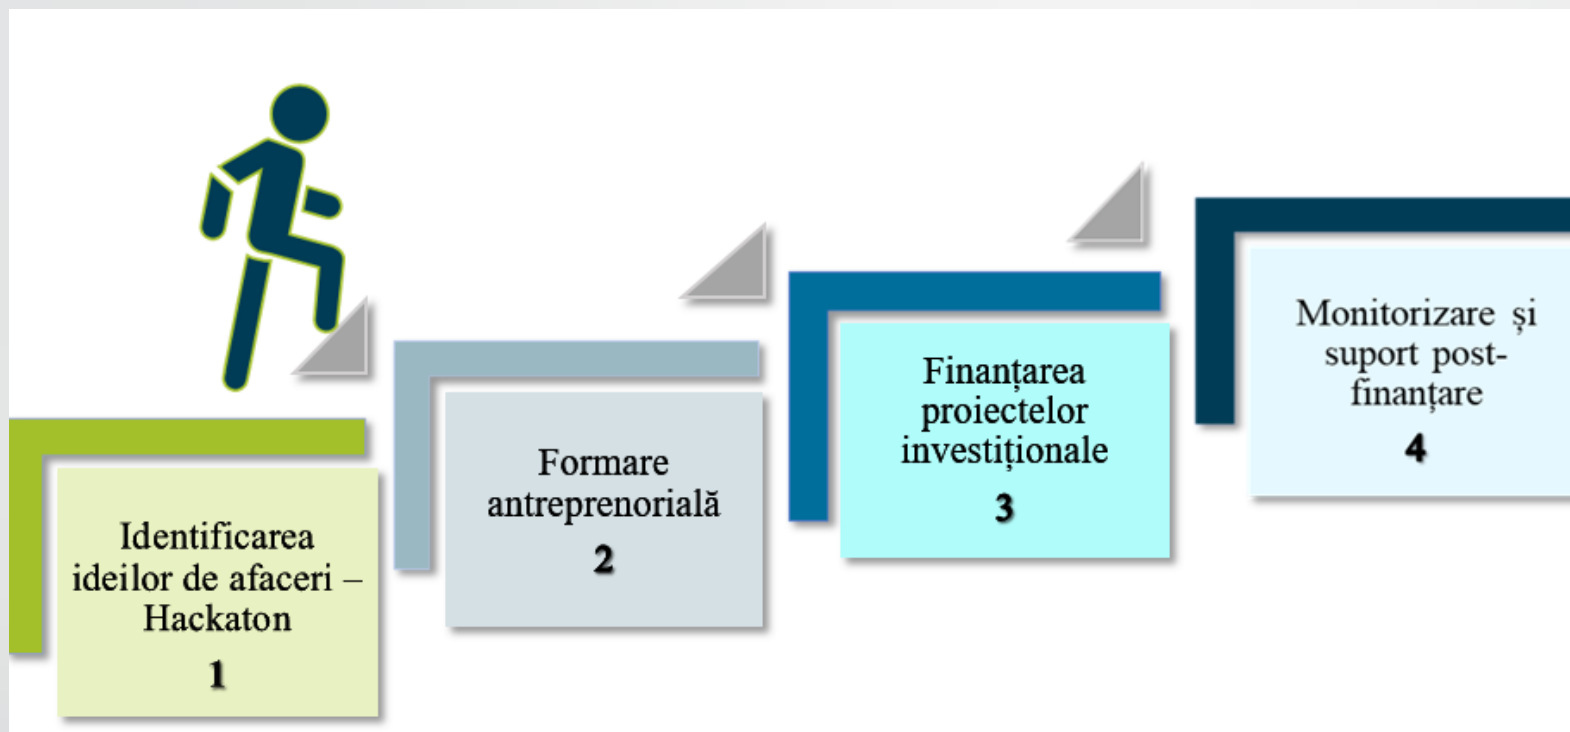 Identificarea
ideilor de afaceri –
Hackaton
1
Formare
antreprenorială
2
Finanțarea
proiectelor
investiționale
3
Monitorizare și
suport post-
finanțare
4